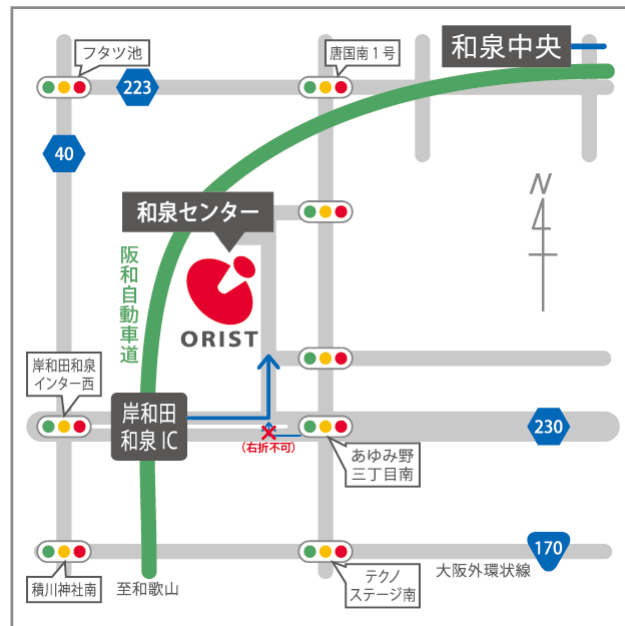 フタツ池
唐国南1号
和泉中央
223
40
N
和泉センター
阪和自動車道
ORIST
岸和田和泉
インター西
岸和田
和泉IC
230
(右折不可)
あゆみ野
三丁目南
170
大阪外環状線
積川神社南
至和歌山
テクノ
ステージ南